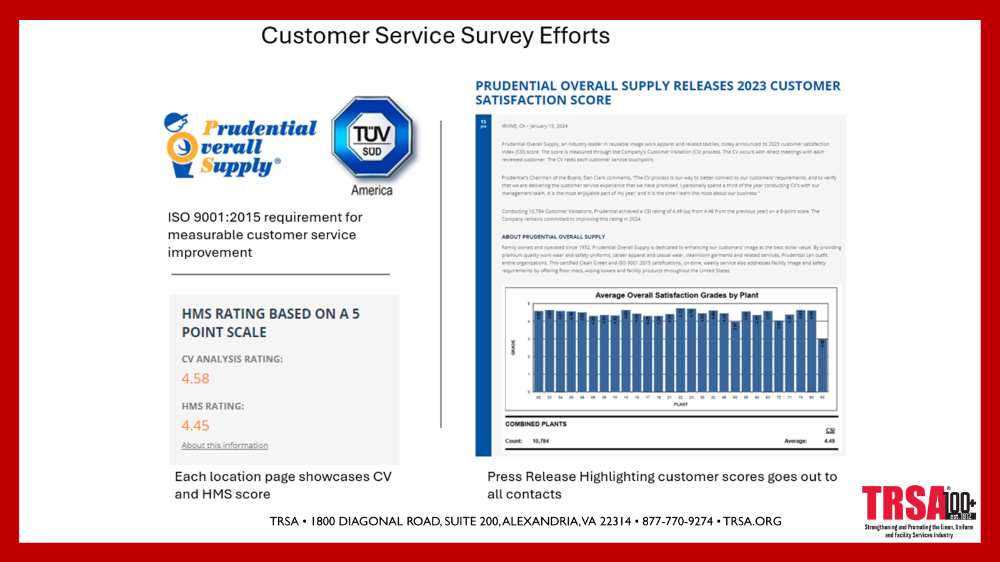 Customer Service Survey Efforts
Prudential
Overall
Supply®
TÜV
SÜD
America
ISO 9001:2015 requirement for
measurable customer service
improvement
HMS RATING BASED ON A 5
POINT SCALE
CV ANALYSIS RATING:
4.58
HMS RATING:
4.45
About this information
Each location page showcases CV
and HMS score
PRUDENTIAL OVERALL SUPPLY RELEASES 2023 CUSTOMER
SATISFACTION SCORE
15
JAN
IRVINE, CA – January 15, 2024
Prudential Overall Supply, an industry leader in reusable image work apparel and related textiles, today announced its 2023 customer satisfaction
index (CSI) score. The score is measured through the Company's Customer Visitation (CV) process. The CV occurs with direct meetings with each
reviewed customer. The CV rates each customer service touchpoint.
Prudential's Chairman of the Board, Dan Clark comments, "The CV process is our way to better connect to our customers' requirements, and to verify
that we are delivering the customer service experience that we have promised. I personally spend a third of the year conducting CV's with our
management team. It is the most enjoyable part of my year, and it is the time I learn the most about our business."
Conducting 10,784 Customer Visitations, Prudential achieved a CSI rating of 4.49 (up from 4.46 from the previous year) on a 5-point scale. The
Company remains committed to improving this rating in 2024.
ABOUT PRUDENTIAL OVERALL SUPPLY
Family owned and operated since 1932, Prudential Overall Supply is dedicated to enhancing our customers' image at the best dollar value. By providing
premium quality work wear and safety uniforms, career apparel and casual wear, cleanroom garments and related services, Prudential can outfit
entire organizations. This certified Clean Green and ISO 9001:2015 certifications, on-time, weekly service also addresses facility image and safety
requirements by offering floor mats, wiping towels and facility products throughout the United States.
Average Overall Satisfaction Grades by Plant
GRADE
5
4
3
2
1
0
02 03 04 05 06 08 09 10 13 15 17 18 21 22 23 30 32 45 50 55 60 63 70 71 73 80 83
PLANT
COMBINED PLANTS
CSI
Count: 10,784 Average: 4.49
Press Release Highlighting customer scores goes out to
all contacts
TRSA • 1800 DIAGONAL ROAD, SUITE 200, ALEXANDRIA, VA 22314 • 877-770-9274 • TRSA.ORG
TRSA® 100+
est. 1912
Strengthening and Promoting the Linen, Uniform
and Facility Services Industry